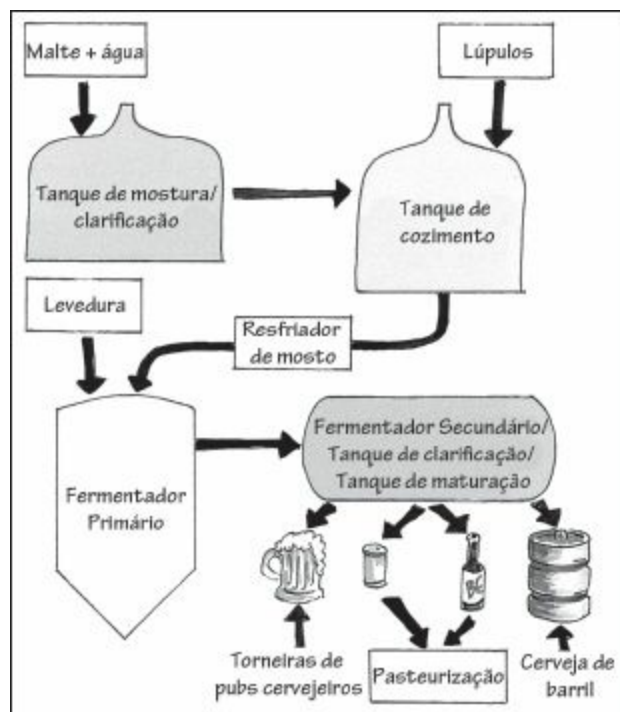 Malte + água
Lúpulos
Tanque de mostura/
clarificação
Tanque de
cozimento
Levedura
Resfriador
de mosto
Fermentador
Primário
Fermentador Secundário/
Tanque de clarificação/
Tanque de maturação
Torneiras de
pubs cervejeiros
Pasteurização
Cerveja de
barril